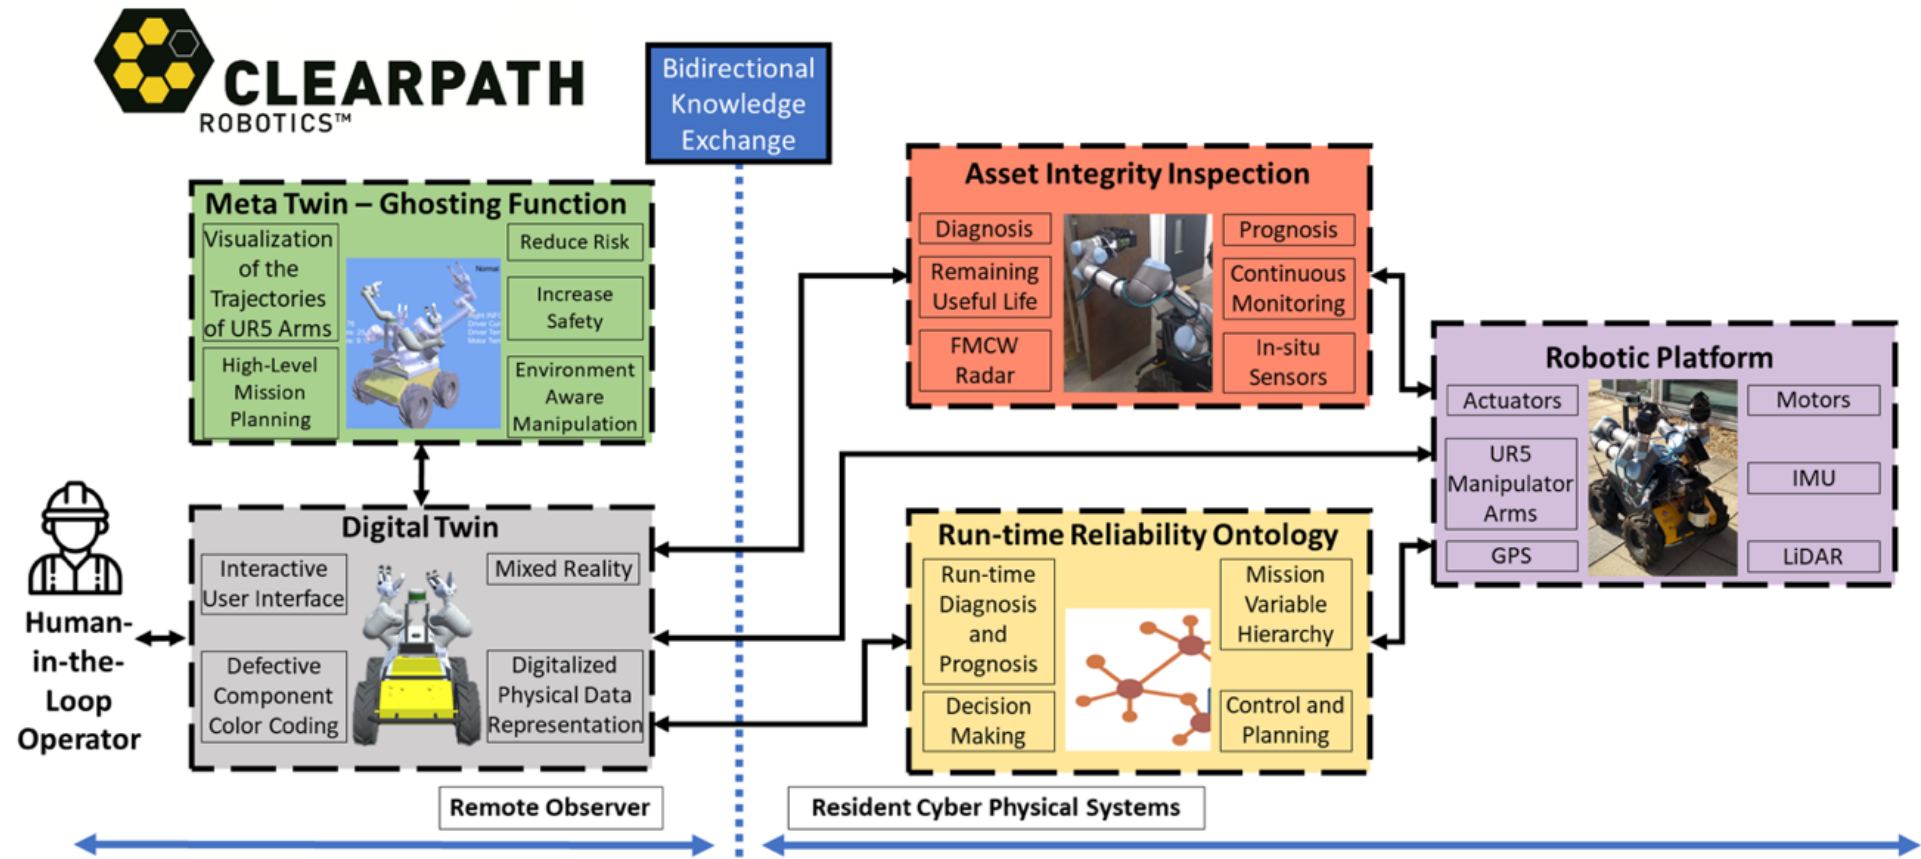 CLEARPATH
ROBOTICS™
Bidirectional
Knowledge
Exchange
Meta Twin – Ghosting Function
Visualization
of the
Trajectories
of UR5 Arms
High-Level
Mission
Planning
Normal
Reduce Risk
Increase
Safety
Environment
Aware
Manipulation
Asset Integrity Inspection
Diagnosis
Remaining
Useful Life
FMCW
Radar
Prognosis
Continuous
Monitoring
In-situ
Sensors
Robotic Platform
Actuators
UR5
Manipulator
Arms
GPS
Motors
IMU
LiDAR
Human-
in-the-
Loop
Operator
Digital Twin
Interactive
User Interface
Defective
Component
Color Coding
Mixed Reality
Digitalized
Physical Data
Representation
Run-time Reliability Ontology
Run-time
Diagnosis
and
Prognosis
Decision
Making
Mission
Variable
Hierarchy
Control and
Planning
Remote Observer
Resident Cyber Physical Systems